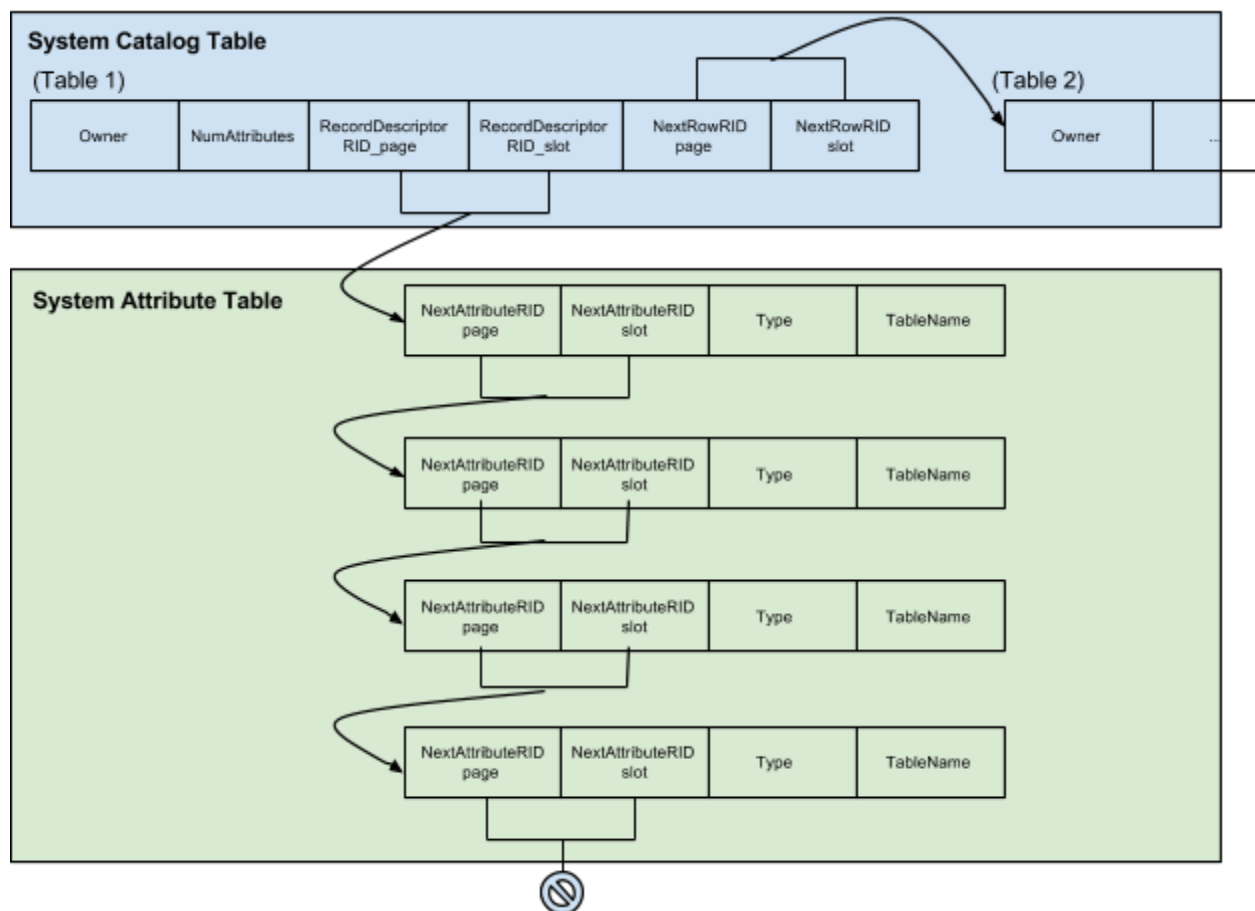 System Catalog Table
(Table 1)
(Table 2)
Owner
NumAttributes
RecordDescriptor
RID_page
RecordDescriptor
RID_slot
NextRowRID
page
NextRowRID
slot
Owner
...
System Attribute Table
NextAttributeRID
page
NextAttributeRID
slot
Type
TableName
NextAttributeRID
page
NextAttributeRID
slot
Type
TableName
NextAttributeRID
page
NextAttributeRID
slot
Type
TableName
NextAttributeRID
page
NextAttributeRID
slot
Type
TableName